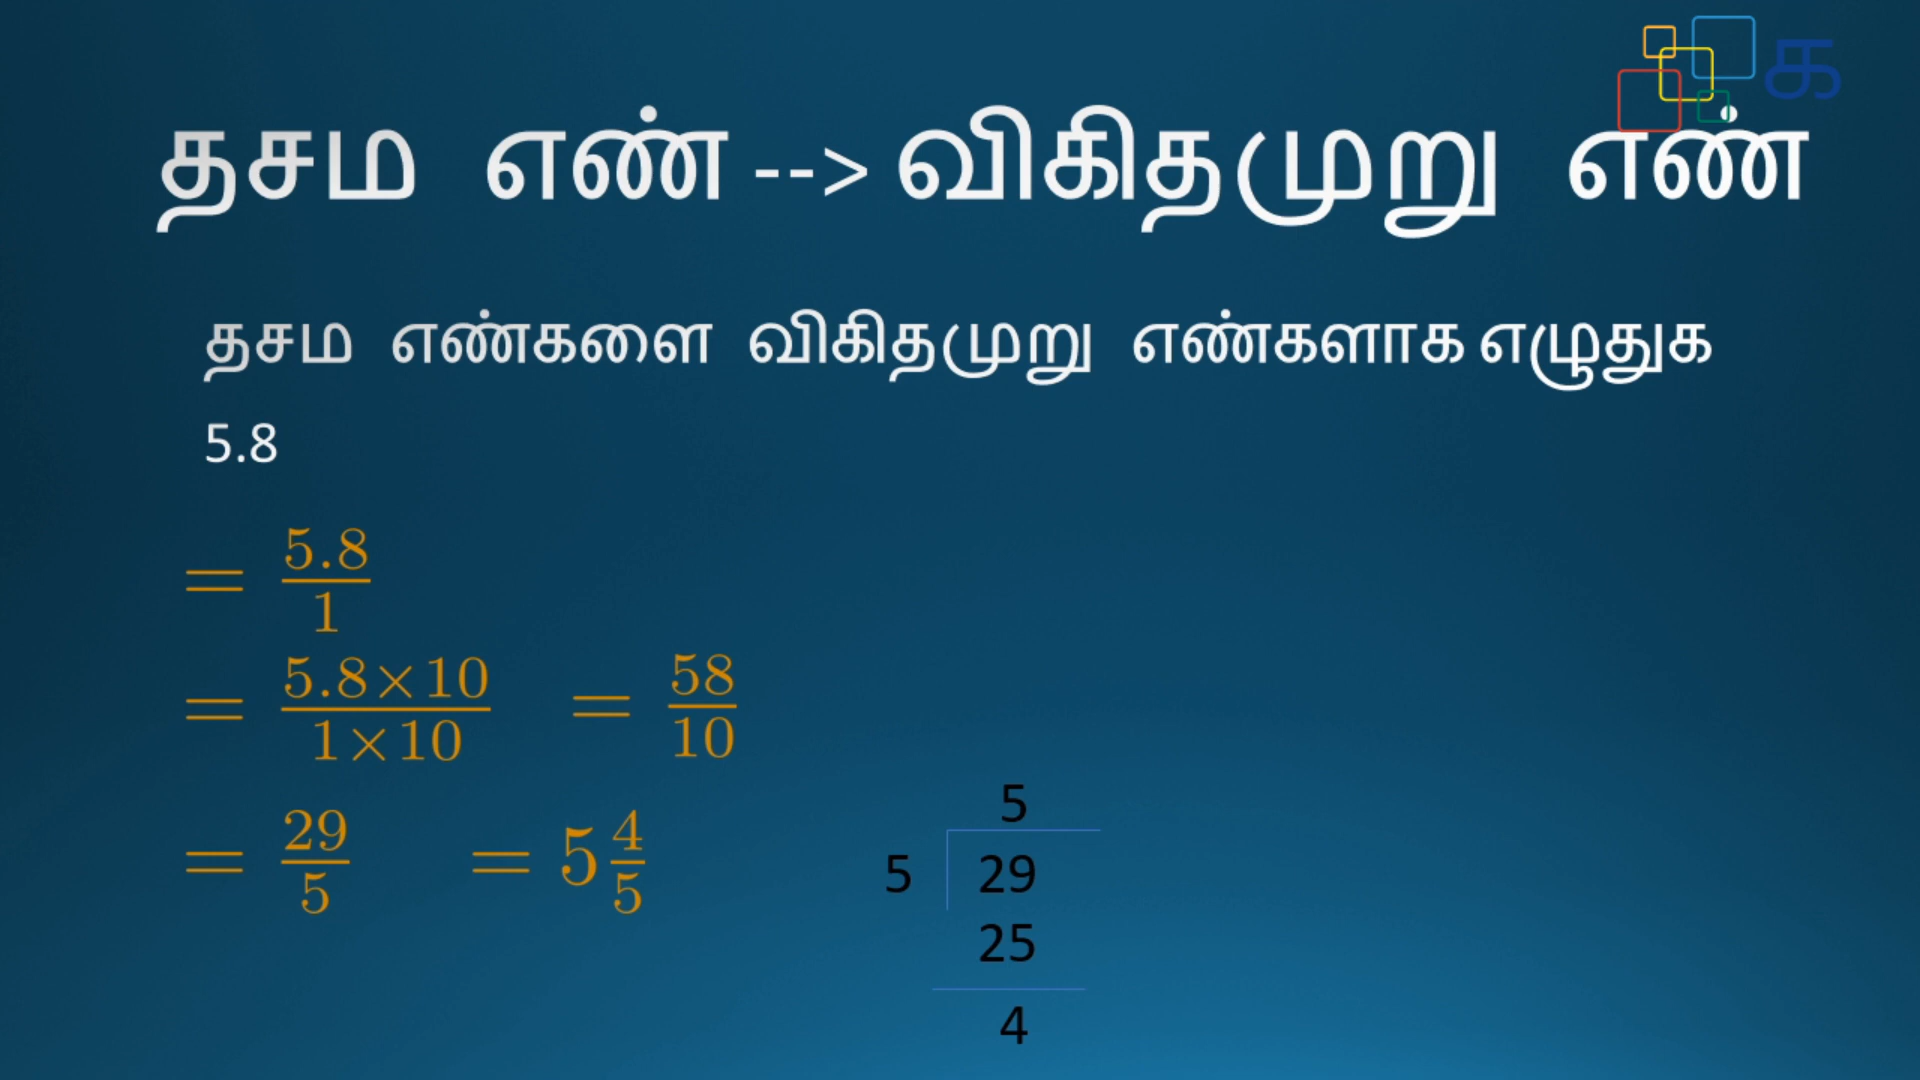 க
தசம எண் --> விகிதமுறு எண்
தசம எண்களை விகிதமுறு எண்களாக எழுதுக
5.8
= 5.8/1
= 5.8×10/1×10 = 58/10
= 29/5 = 5 4/5
5
5 29
25
4